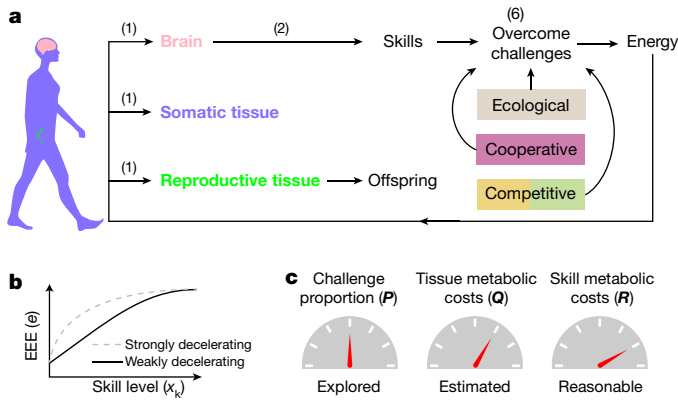 a
(1)
Brain
(2)
Skills
(6)
Overcome
challenges
Energy
Ecological
(1)
Somatic tissue
Cooperative
(1)
Reproductive tissue
Offspring
Competitive
b
EEE (e)
Strongly decelerating
Weakly decelerating
Skill level (xk)
c
Challenge
proportion (P)
Explored
Tissue metabolic
costs (Q)
Estimated
Skill metabolic
costs (R)
Reasonable